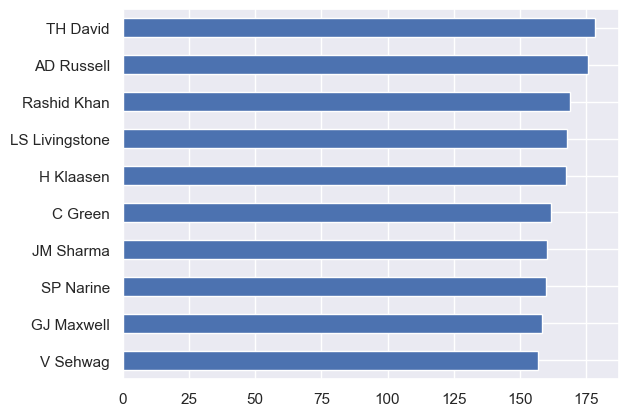 TH David
AD Russell
Rashid Khan
LS Livingstone
H Klaasen
C Green
JM Sharma
SP Narine
GJ Maxwell
V Sehwag
0 25 50 75 100 125 150 175